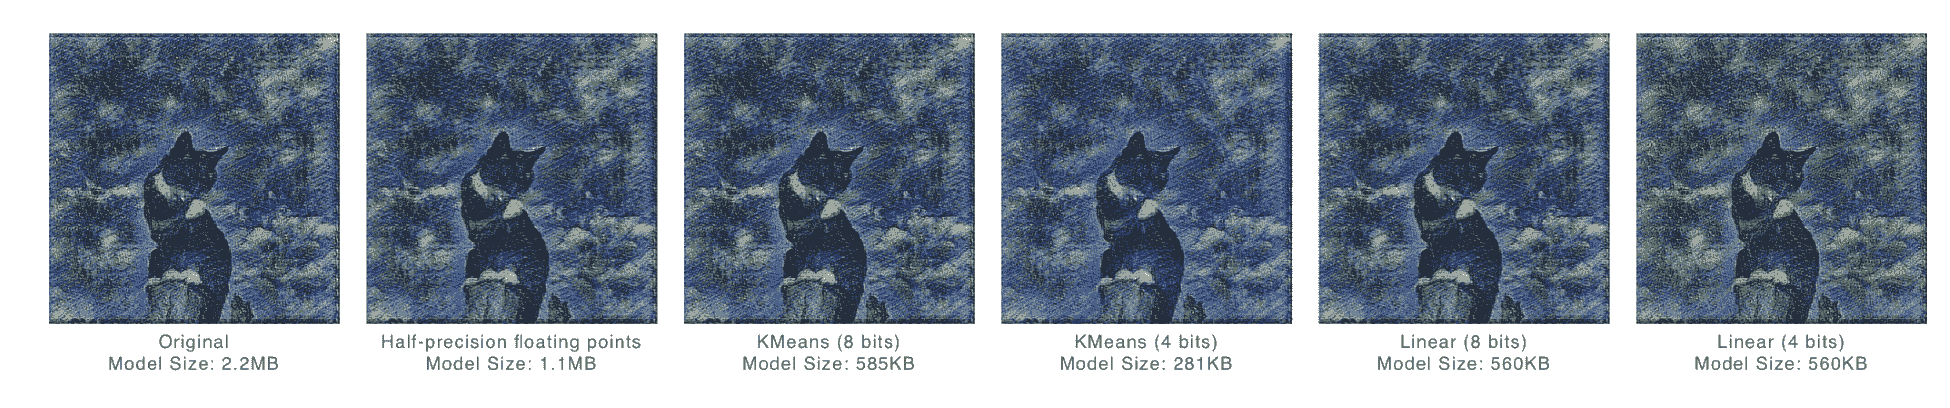 Original
Model Size: 2.2MB
Half-precision floating points
Model Size: 1.1MB
KMeans (8 bits)
Model Size: 585KB
KMeans (4 bits)
Model Size: 281KB
Linear (8 bits)
Model Size: 560KB
Linear (4 bits)
Model Size: 560KB